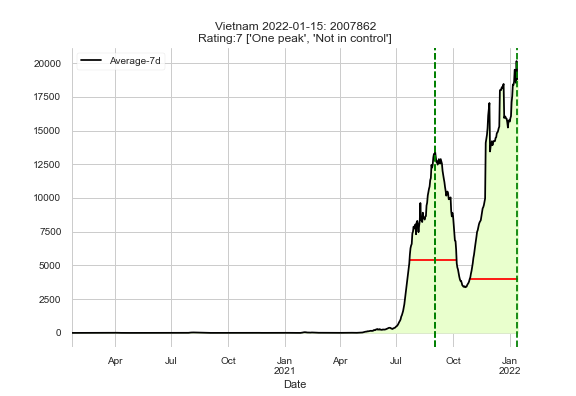 Vietnam 2022-01-15: 2007862
Rating:7 ['One peak', 'Not in control']
Average-7d
20000
17500
15000
12500
10000
7500
5000
2500
0
Apr Jul Oct Jan Apr Jul Oct Jan
2021 2022
Date